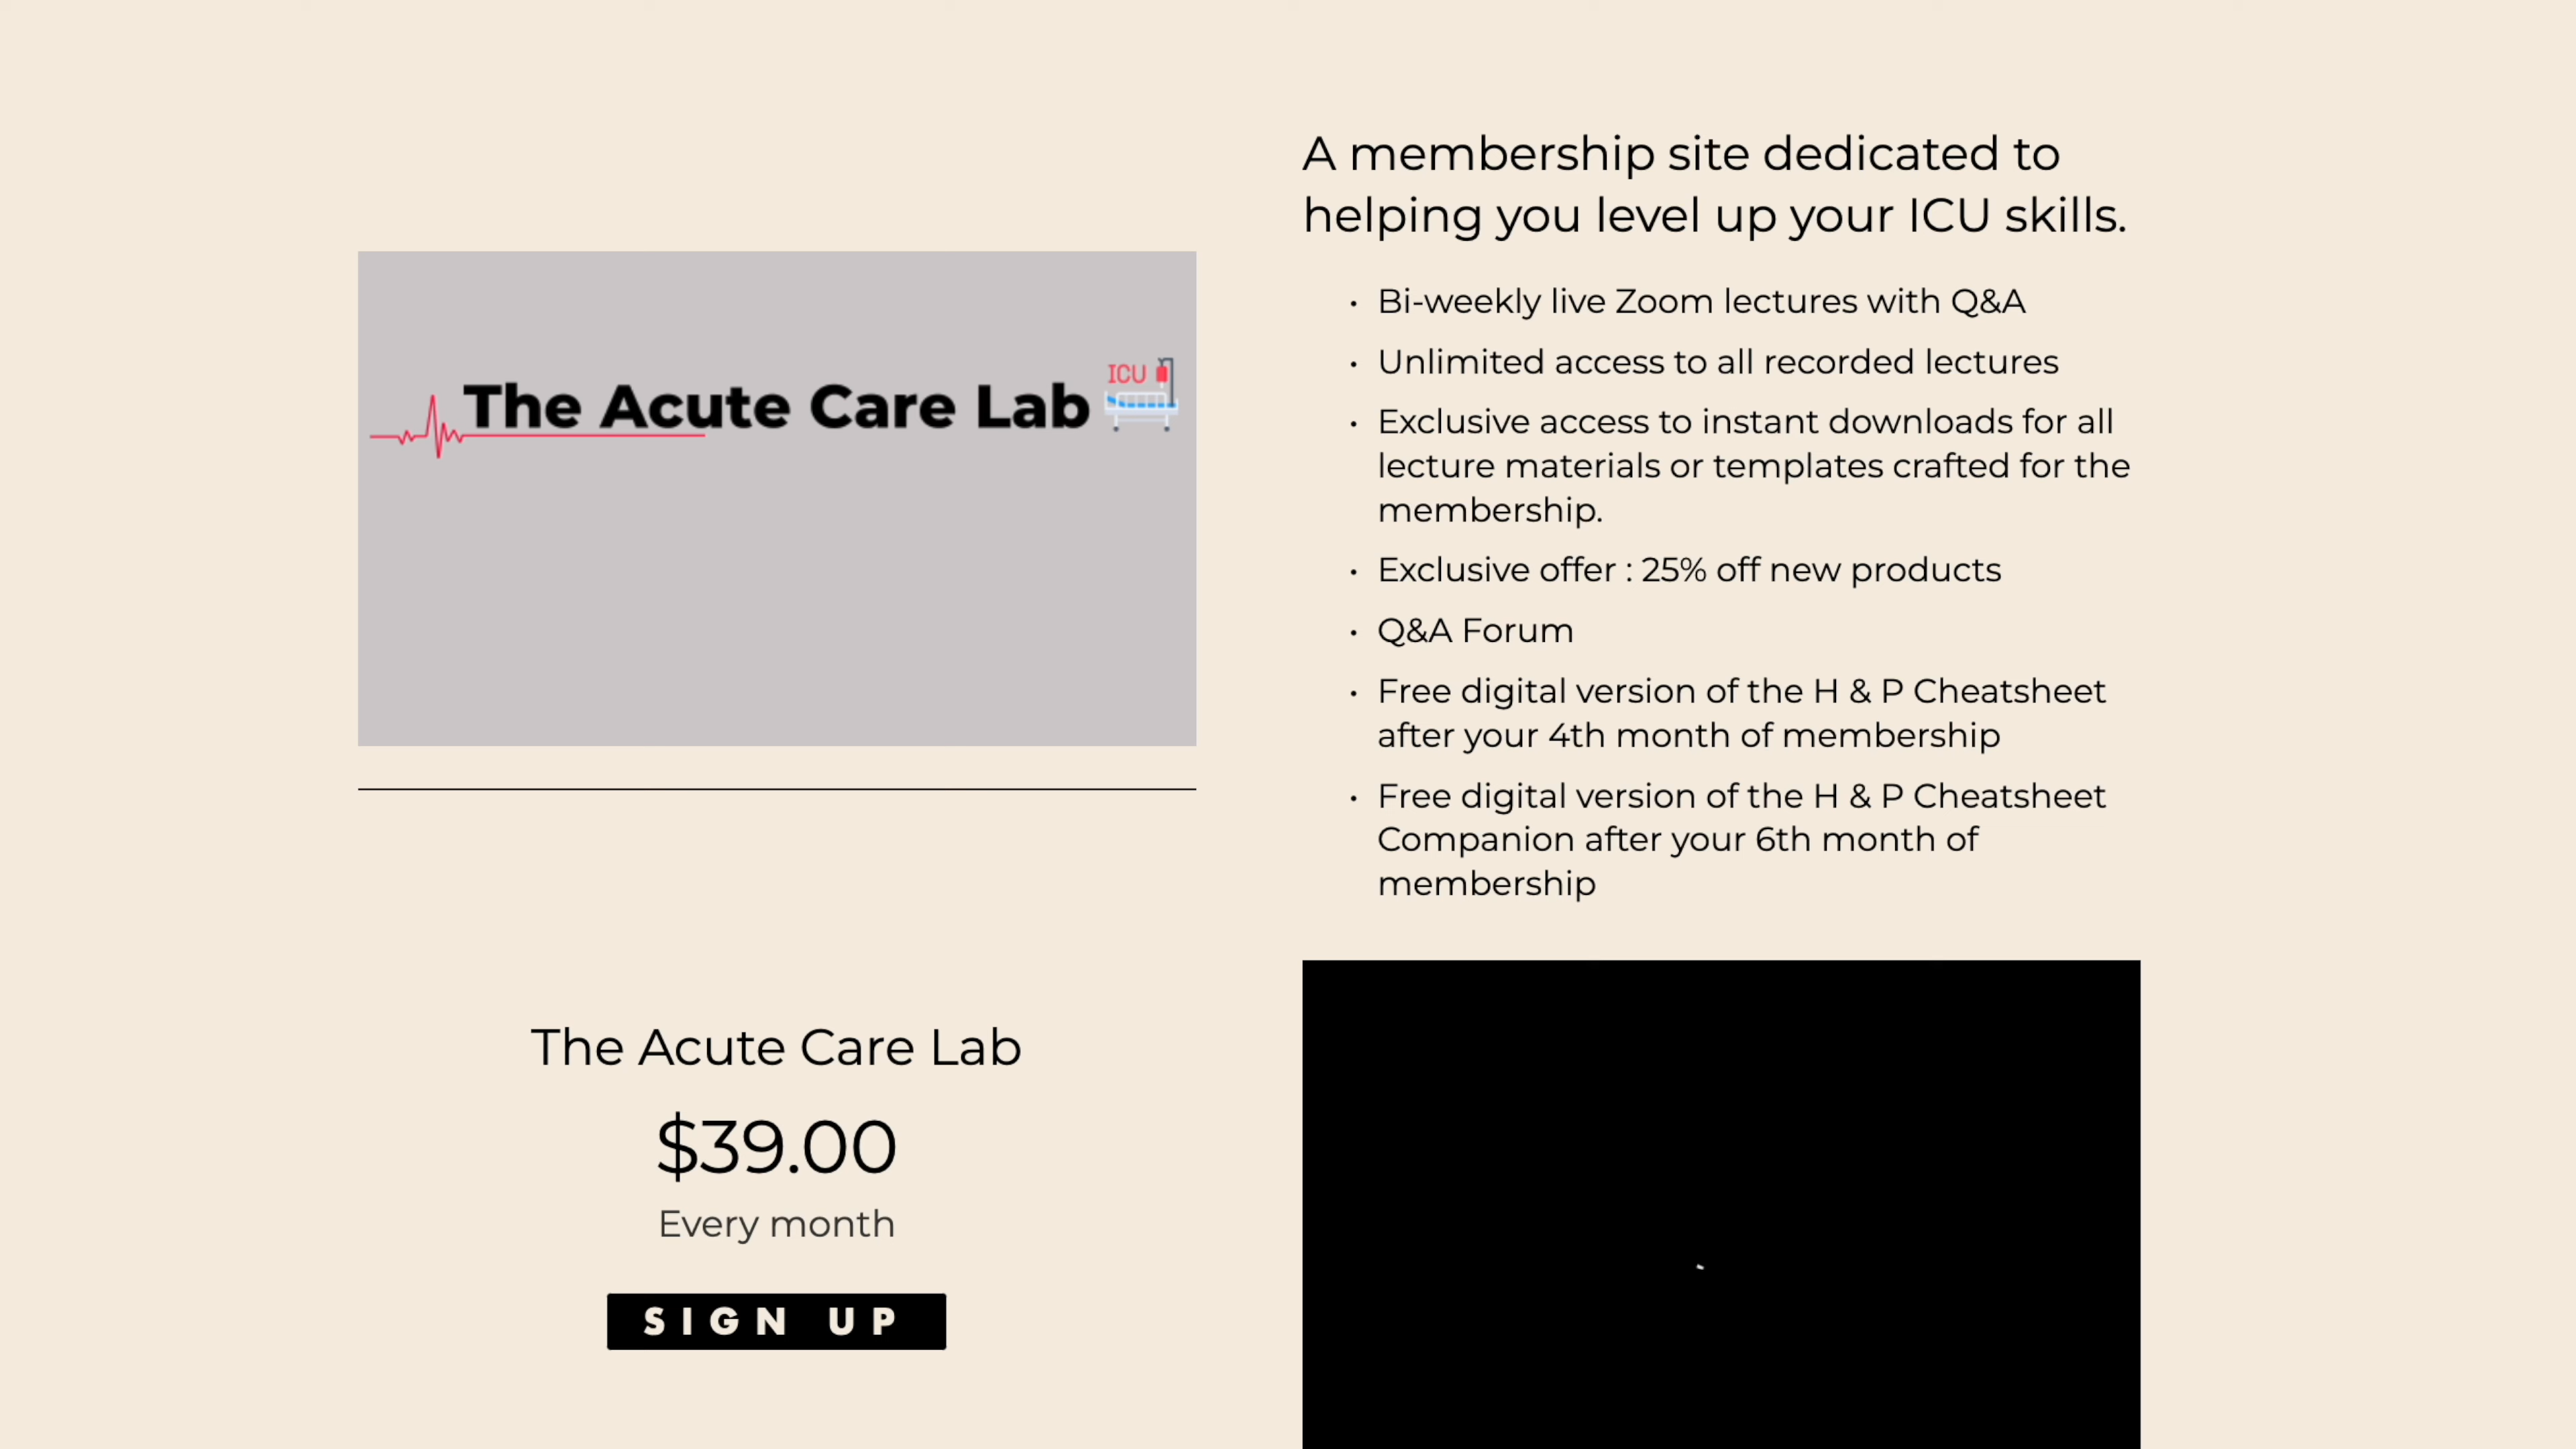 The Acute Care Lab
ICU
The Acute Care Lab
$39.00
Every month
SIGN UP
A membership site dedicated to
helping you level up your ICU skills.
• Bi-weekly live Zoom lectures with Q&A
• Unlimited access to all recorded lectures
• Exclusive access to instant downloads for all
lecture materials or templates crafted for the
membership.
• Exclusive offer : 25% off new products
• Q&A Forum
• Free digital version of the H & P Cheatsheet
after your 4th month of membership
• Free digital version of the H & P Cheatsheet
Companion after your 6th month of
membership